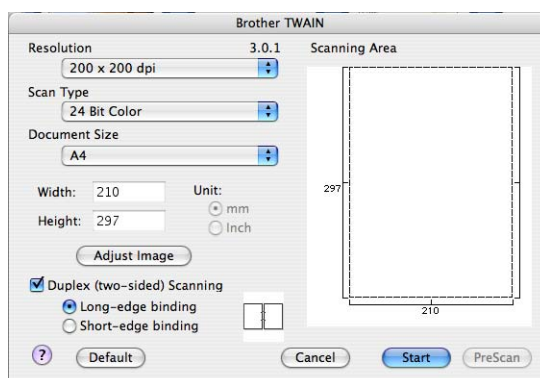 Brother TWAIN
Resolution 3.0.1
200 x 200 dpi
Scan Type
24 Bit Color
Document Size
A4
Width: 210
Height: 297
Unit:
mm
Inch
Adjust Image
Duplex (two-sided) Scanning
Long-edge binding
Short-edge binding
Scanning Area
297
210
? Default Cancel Start PreScan